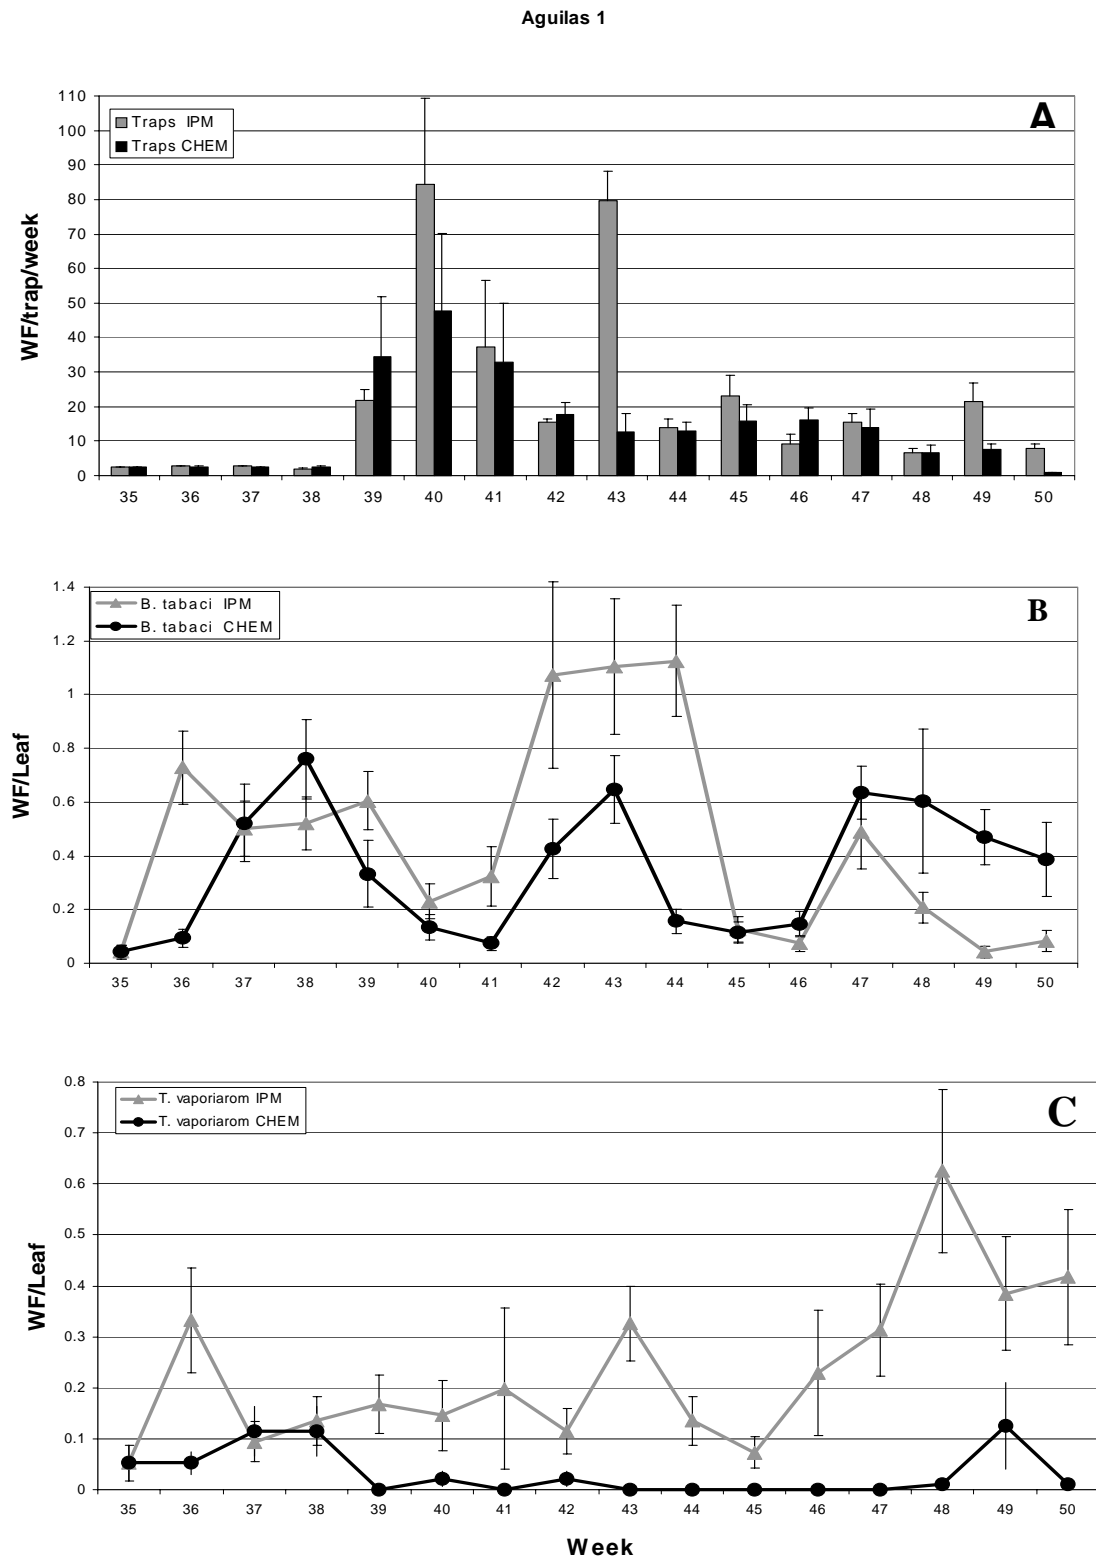 Aguilas 1
A
Traps IPM
Traps CHEM
WF/trap/week
110
100
90
80
70
60
50
40
30
20
10
0
35 36 37 38 39 40 41 42 43 44 45 46 47 48 49 50
B
B. tabaci IPM
B. tabaci CHEM
WF/Leaf
1.4
1.2
1
0.8
0.6
0.4
0.2
0
35 36 37 38 39 40 41 42 43 44 45 46 47 48 49 50
C
T. vaporiarom IPM
T. vaporiarom CHEM
WF/Leaf
0.8
0.7
0.6
0.5
0.4
0.3
0.2
0.1
0
35 36 37 38 39 40 41 42 43 44 45 46 47 48 49 50
Week